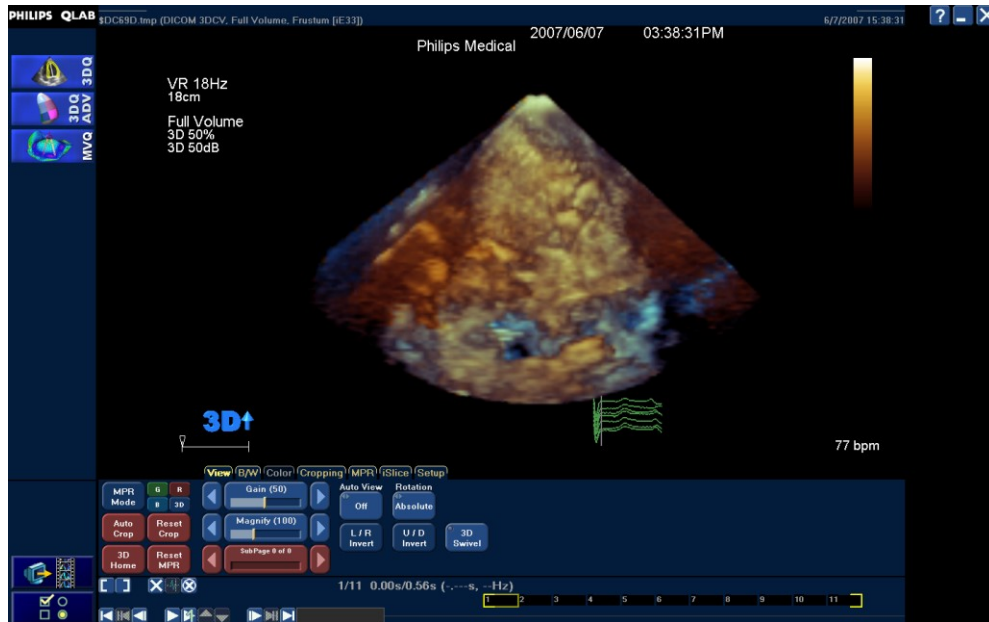 PHILIPS QLAB $DC69D.tmp (DICOM 3DCV, Full Volume, Frustum [iE33]) 6/7/2007 15:38:31 ?
Philips Medical 2007/06/07 03:38:31PM
3DQ
3DQ ADV
MVQ
VR 18Hz
18cm
Full Volume
3D 50%
3D 50dB
3D
77 bpm
View B/W Color Cropping MPR iSlice Setup
MPR Mode G R B 3D Gain (50) Auto View Off Rotation Absolute
Auto Crop Reset Crop Magnify (100) L / R Invert U / D Invert 3D Swivel
3D Home Reset MPR SubPage 0 of 0
1/11 0.00s/0.56s (-.---s, --Hz)
1 2 3 4 5 6 7 8 9 10 11